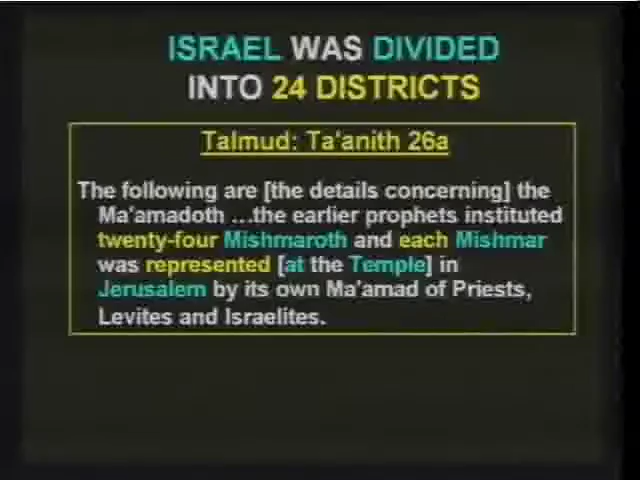 ISRAEL WAS DIVIDED
INTO 24 DISTRICTS
Talmud: Ta'anith 26a
The following are [the details concerning] the
Ma'amadoth ...the earlier prophets instituted
twenty-four Mishmaroth and each Mishmar
was represented [at the Temple] in
Jerusalem by its own Ma'amad of Priests,
Levites and Israelites.